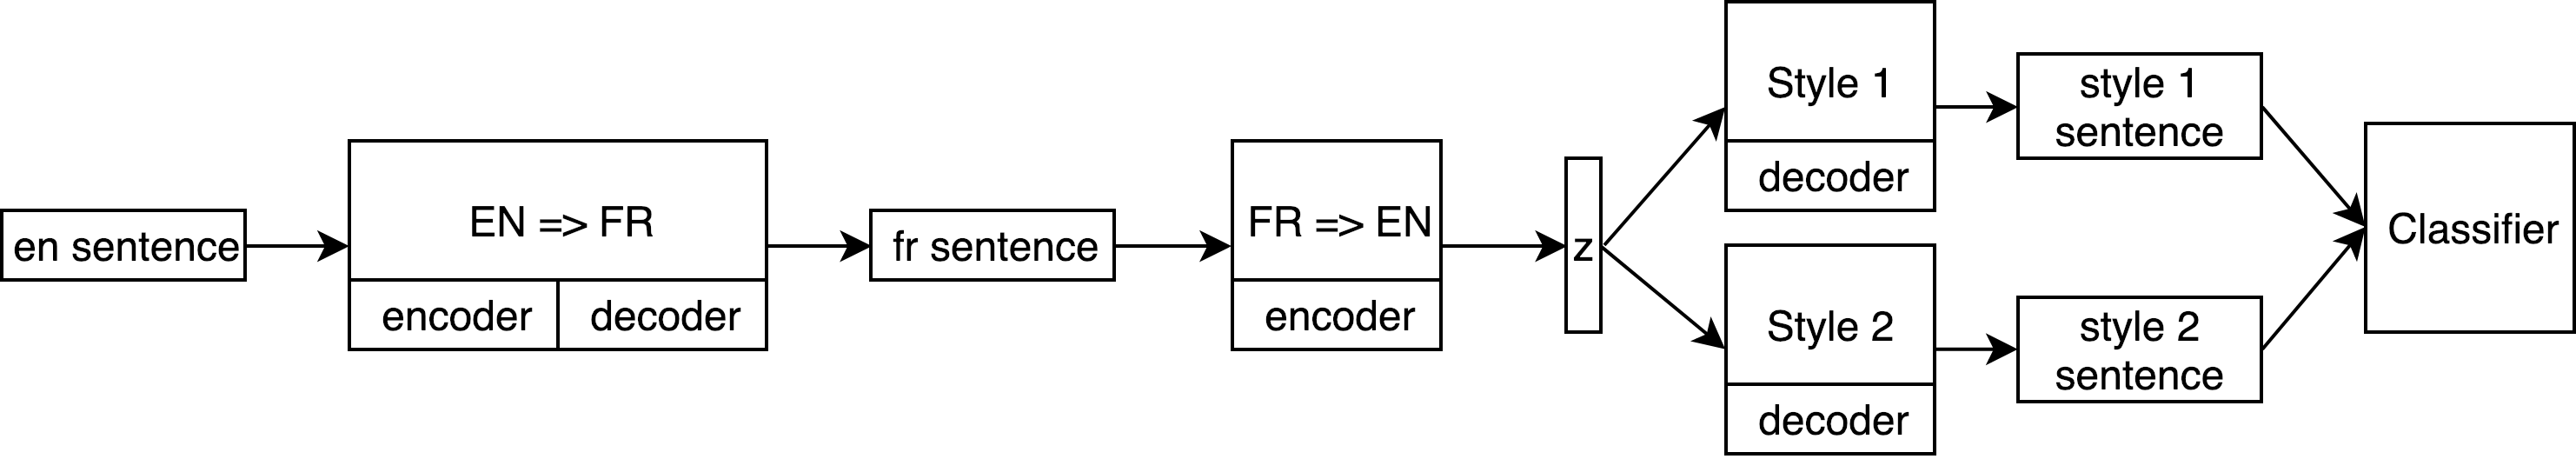 en sentence
EN => FR
encoder
decoder
fr sentence
FR => EN
encoder
z
Style 1
decoder
style 1
sentence
Style 2
decoder
style 2
sentence
Classifier